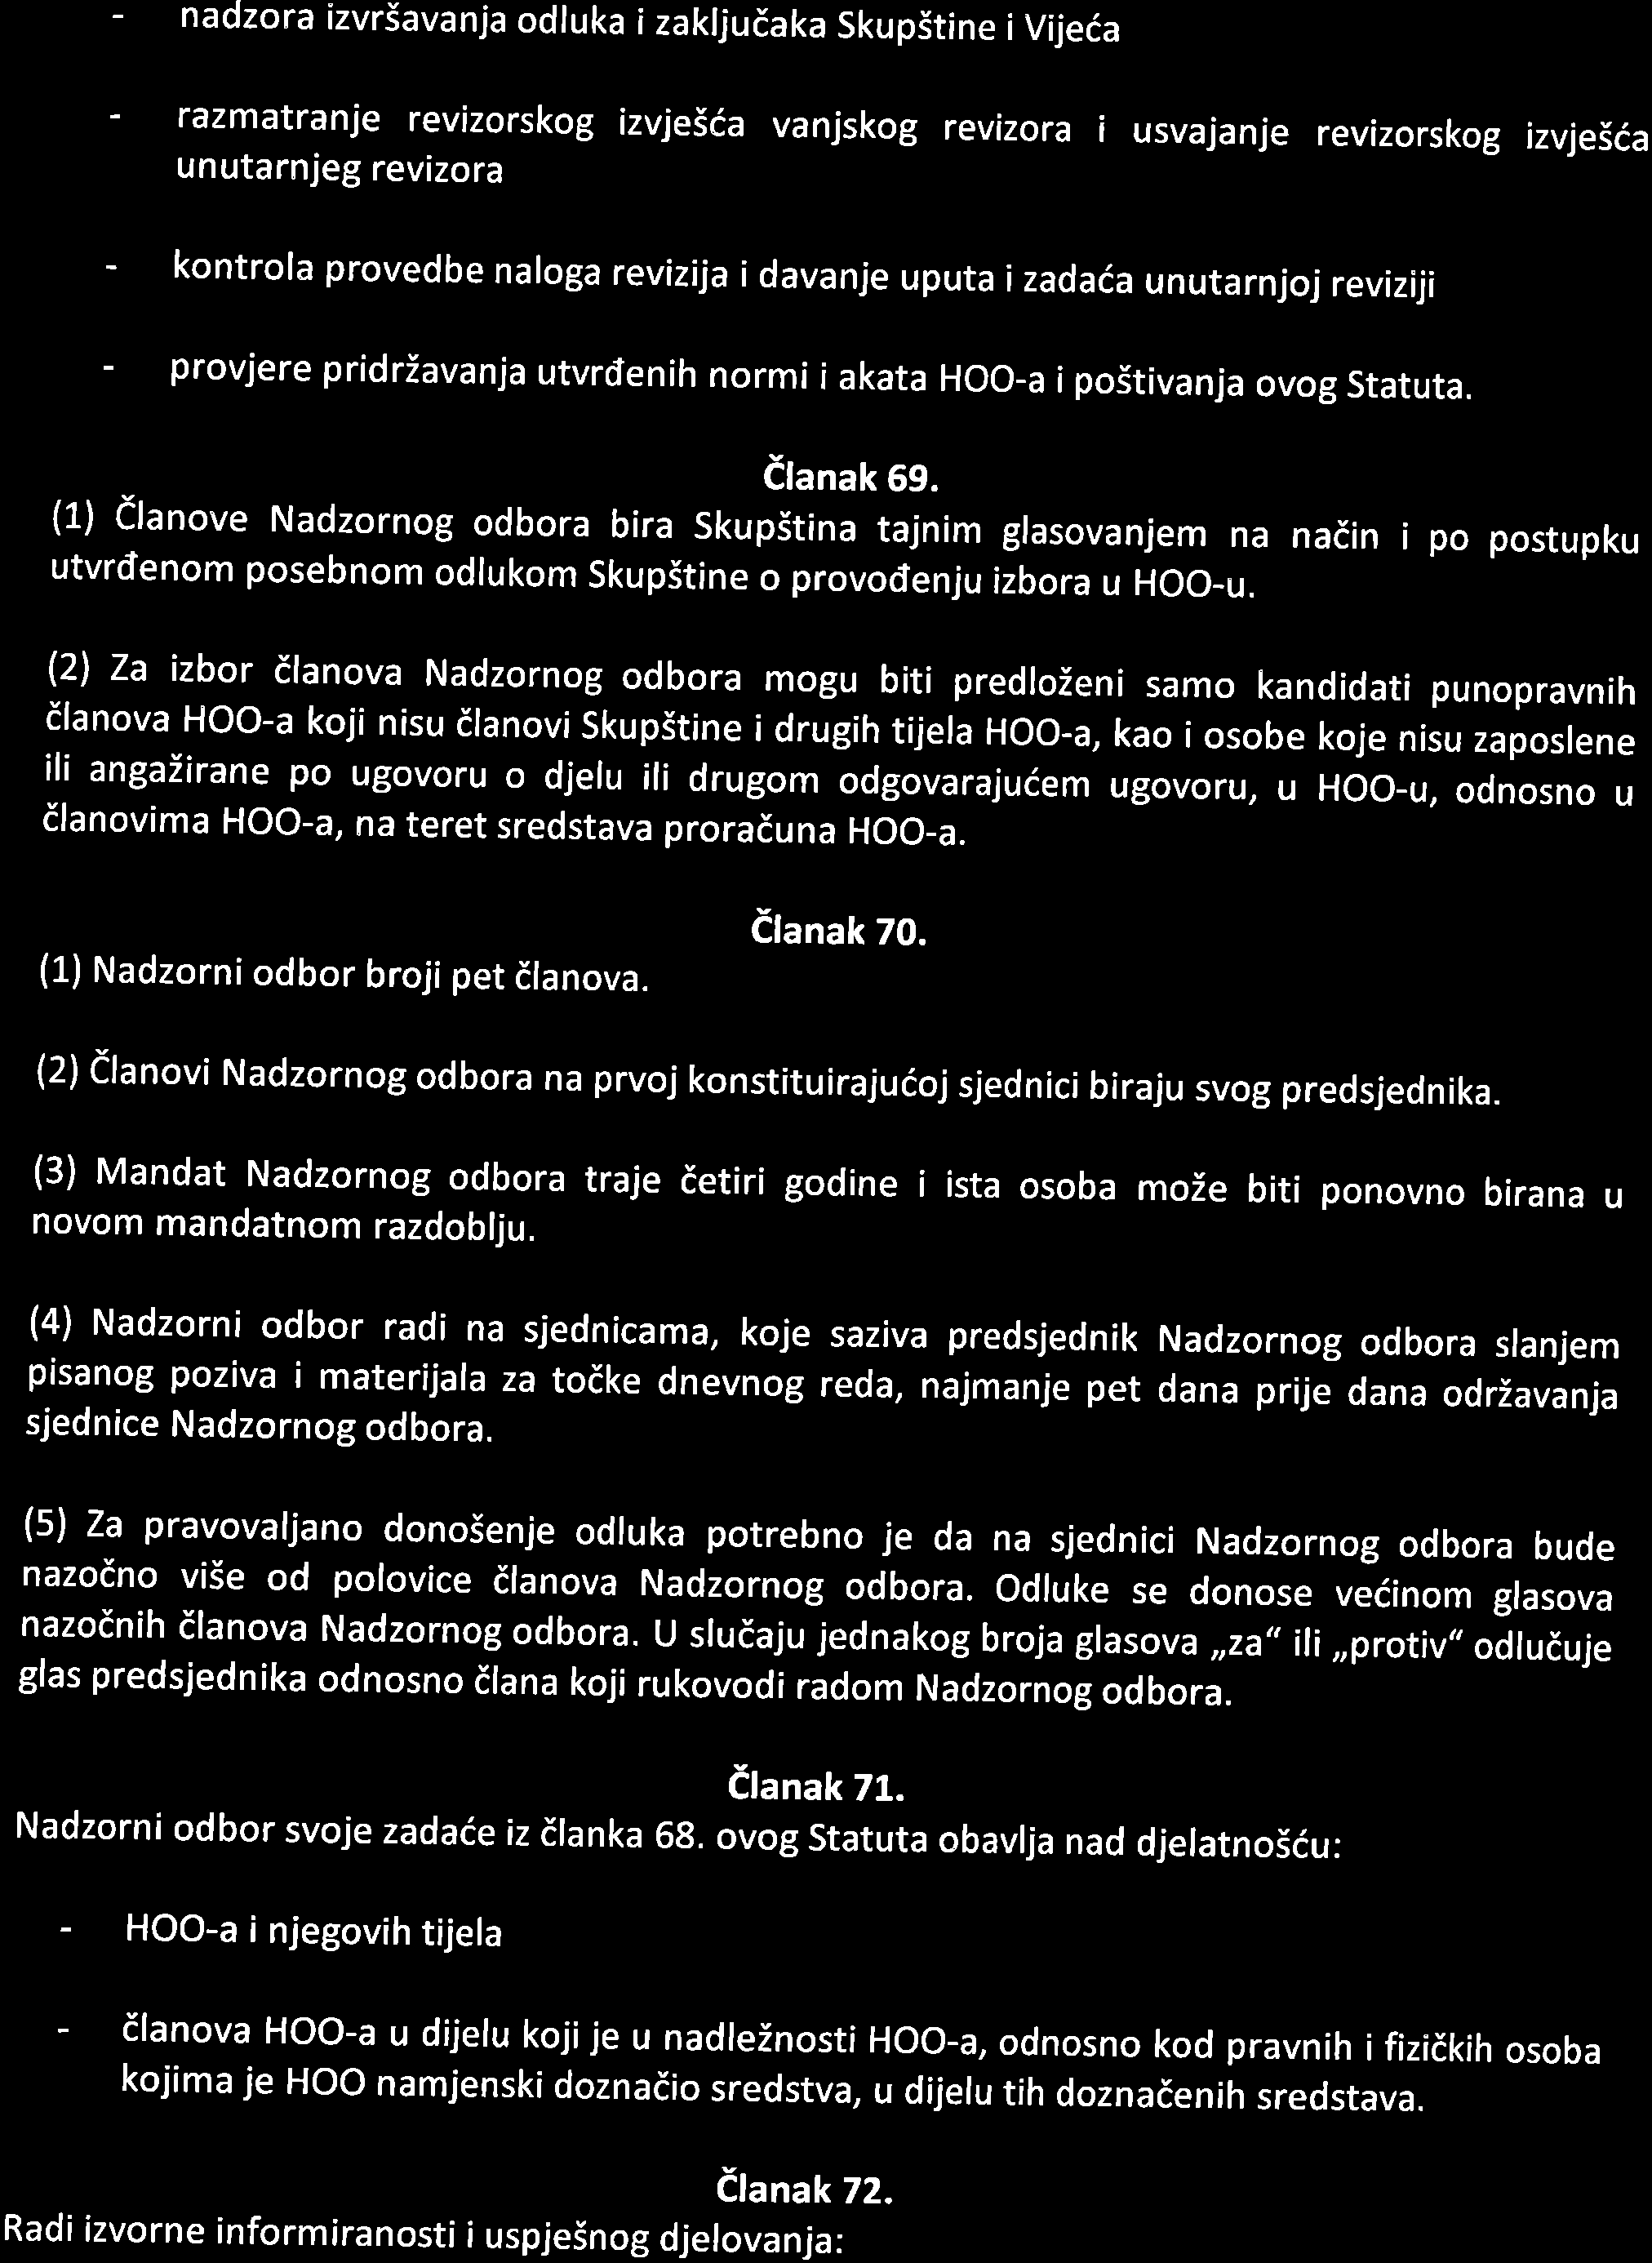 - nadzora izvršavanja odluka i zaključaka Skupštine i Vijeća
- razmatranje revizorskog izvješća vanjskog revizora i usvajanje revizorskog izvješća
unutarnjeg revizora
- kontrola provedbe naloga revizija i davanje uputa i zadaća unutarnjoj reviziji
- provjere pridržavanja utvrđenih normi i akata HOO-a i poštivanja ovog Statuta.
Članak 69.
(1) Članove Nadzornog odbora bira Skupština tajnim glasovanjem na način i po postupku
utvrđenom posebnom odlukom Skupštine o provođenju izbora u HOO-u.
(2) Za izbor članova Nadzornog odbora mogu biti predloženi samo kandidati punopravnih
članova HOO-a koji nisu članovi Skupštine i drugih tijela HOO-a, kao i osobe koje nisu zaposlene
ili angažirane po ugovoru o djelu ili drugom odgovarajućem ugovoru, u HOO-u, odnosno u
članovima HOO-a, na teret sredstava proračuna HOO-a.
Članak 70.
(1) Nadzorni odbor broji pet članova.
(2) Članovi Nadzornog odbora na prvoj konstituirajućoj sjednici biraju svog predsjednika.
(3) Mandat Nadzornog odbora traje četiri godine i ista osoba može biti ponovno birana u
novom mandatnom razdoblju.
(4) Nadzorni odbor radi na sjednicama, koje saziva predsjednik Nadzornog odbora slanjem
pisanog poziva i materijala za točke dnevnog reda, najmanje pet dana prije dana održavanja
sjednice Nadzornog odbora.
(5) Za pravovaljano donošenje odluka potrebno je da na sjednici Nadzornog odbora bude
nazočno više od polovice članova Nadzornog odbora. Odluke se donose većinom glasova
nazočnih članova Nadzornog odbora. U slučaju jednakog broja glasova „za" ili „protiv" odlučuje
glas predsjednika odnosno člana koji rukovodi radom Nadzornog odbora.
Članak 71.
Nadzorni odbor svoje zadaće iz članka 68. ovog Statuta obavlja nad djelatnošću:
- HOO-a i njegovih tijela
- članova HOO-a u dijelu koji je u nadležnosti HOO-a, odnosno kod pravnih i fizičkih osoba
kojima je HOO namjenski doznačio sredstva, u dijelu tih doznačenih sredstava.
Članak 72.
Radi izvorne informiranosti i uspješnog djelovanja: